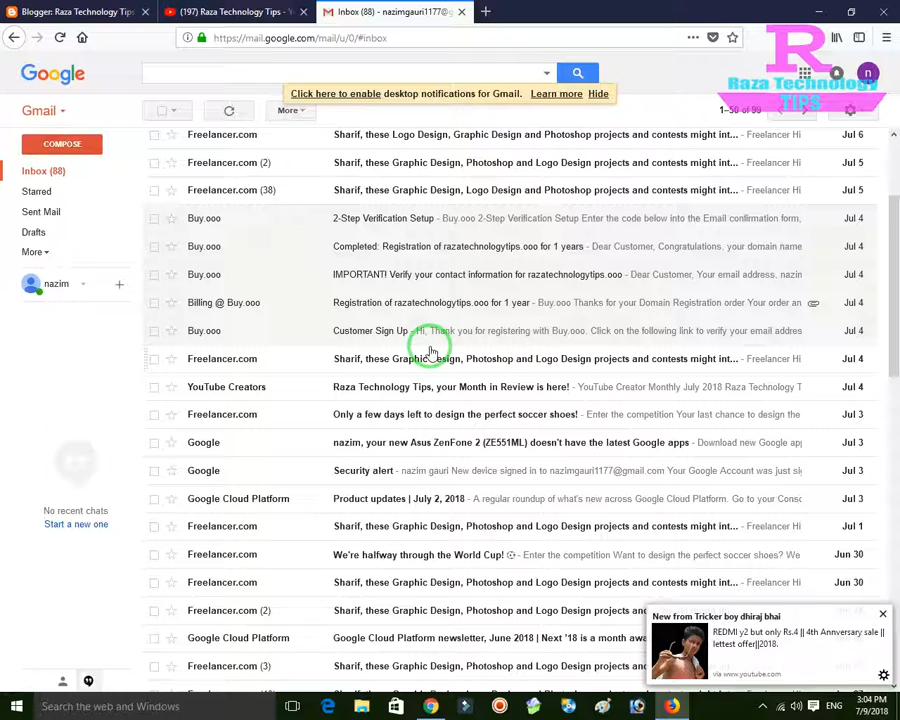 Blogger: Raza Technology Tips
(197) Raza Technology Tips - Y
Inbox (88) - nazimgauri1177@g
https://mail.google.com/mail/u/0/#inbox
R
Raza Technology
TIPS
Google
n
Click here to enable desktop notifications for Gmail. Learn more Hide
Gmail
More
1–50 of 99
COMPOSE
Inbox (88)
Starred
Sent Mail
Drafts
More
nazim
No recent chats
Start a new one
Freelancer.com Sharif, these Logo Design, Graphic Design and Photoshop projects and contests might int... - Freelancer Hi Jul 6
Freelancer.com (2) Sharif, these Graphic Design, Photoshop and Logo Design projects and contests might int... - Freelancer Hi Jul 5
Freelancer.com (38) Sharif, these Graphic Design, Logo Design and Photoshop projects and contests might int... - Freelancer Hi Jul 5
Buy.ooo 2-Step Verification Setup - Buy.ooo 2-Step Verification Setup Enter the code below into the Email confirmation form, Jul 4
Buy.ooo Completed: Registration of razatechnologytips.ooo for 1 years - Dear Customer, Congratulations, your domain name Jul 4
Buy.ooo IMPORTANT! Verify your contact information for razatechnologytips.ooo - Dear Customer, Your email address, nazin Jul 4
Billing @ Buy.ooo Registration of razatechnologytips.ooo for 1 year - Buy.ooo Thanks for your Domain Registration order Your order an Jul 4
Buy.ooo Customer Sign Up - Hi, Thank you for registering with Buy.ooo. Click on the following link to verify your email addres Jul 4
Freelancer.com Sharif, these Graphic Design, Photoshop and Logo Design projects and contests might int... - Freelancer Hi Jul 4
YouTube Creators Raza Technology Tips, your Month in Review is here! - YouTube Creator Monthly July 2018 Raza Technology T Jul 4
Freelancer.com Only a few days left to design the perfect soccer shoes! - Enter the competition Your last chance to design the Jul 3
Google nazim, your new Asus ZenFone 2 (ZE551ML) doesn't have the latest Google apps - Download new Google app Jul 3
Google Security alert - nazim gauri New device signed in to nazimgauri1177@gmail.com Your Google Account was just si Jul 3
Google Cloud Platform Product updates | July 2, 2018 - A regular roundup of what's new across Google Cloud Platform. Go to your Conso Jul 3
Freelancer.com Sharif, these Graphic Design, Photoshop and Logo Design projects and contests might int... - Freelancer Hi Jul 1
Freelancer.com We're halfway through the World Cup! - Enter the competition Want to design the perfect soccer shoes? We Jun 30
Freelancer.com Sharif, these Graphic Design, Photoshop and Logo Design projects and contests might int... - Freelancer Hi Jun 30
Freelancer.com (2) Sharif, these Graphic Design, Photoshop and Logo
Google Cloud Platform Google Cloud Platform newsletter, June 2018 | Next '18 is a month awa
Freelancer.com (3) Sharif, these Graphic Design, Photoshop and Logo
New from Tricker boy dhiraj bhai
REDMI y2 but only Rs.4 || 4th Annversary sale ||
lettest offer||2018.
via www.youtube.com
Search the web and Windows
ENG
3:04 PM
7/9/2018